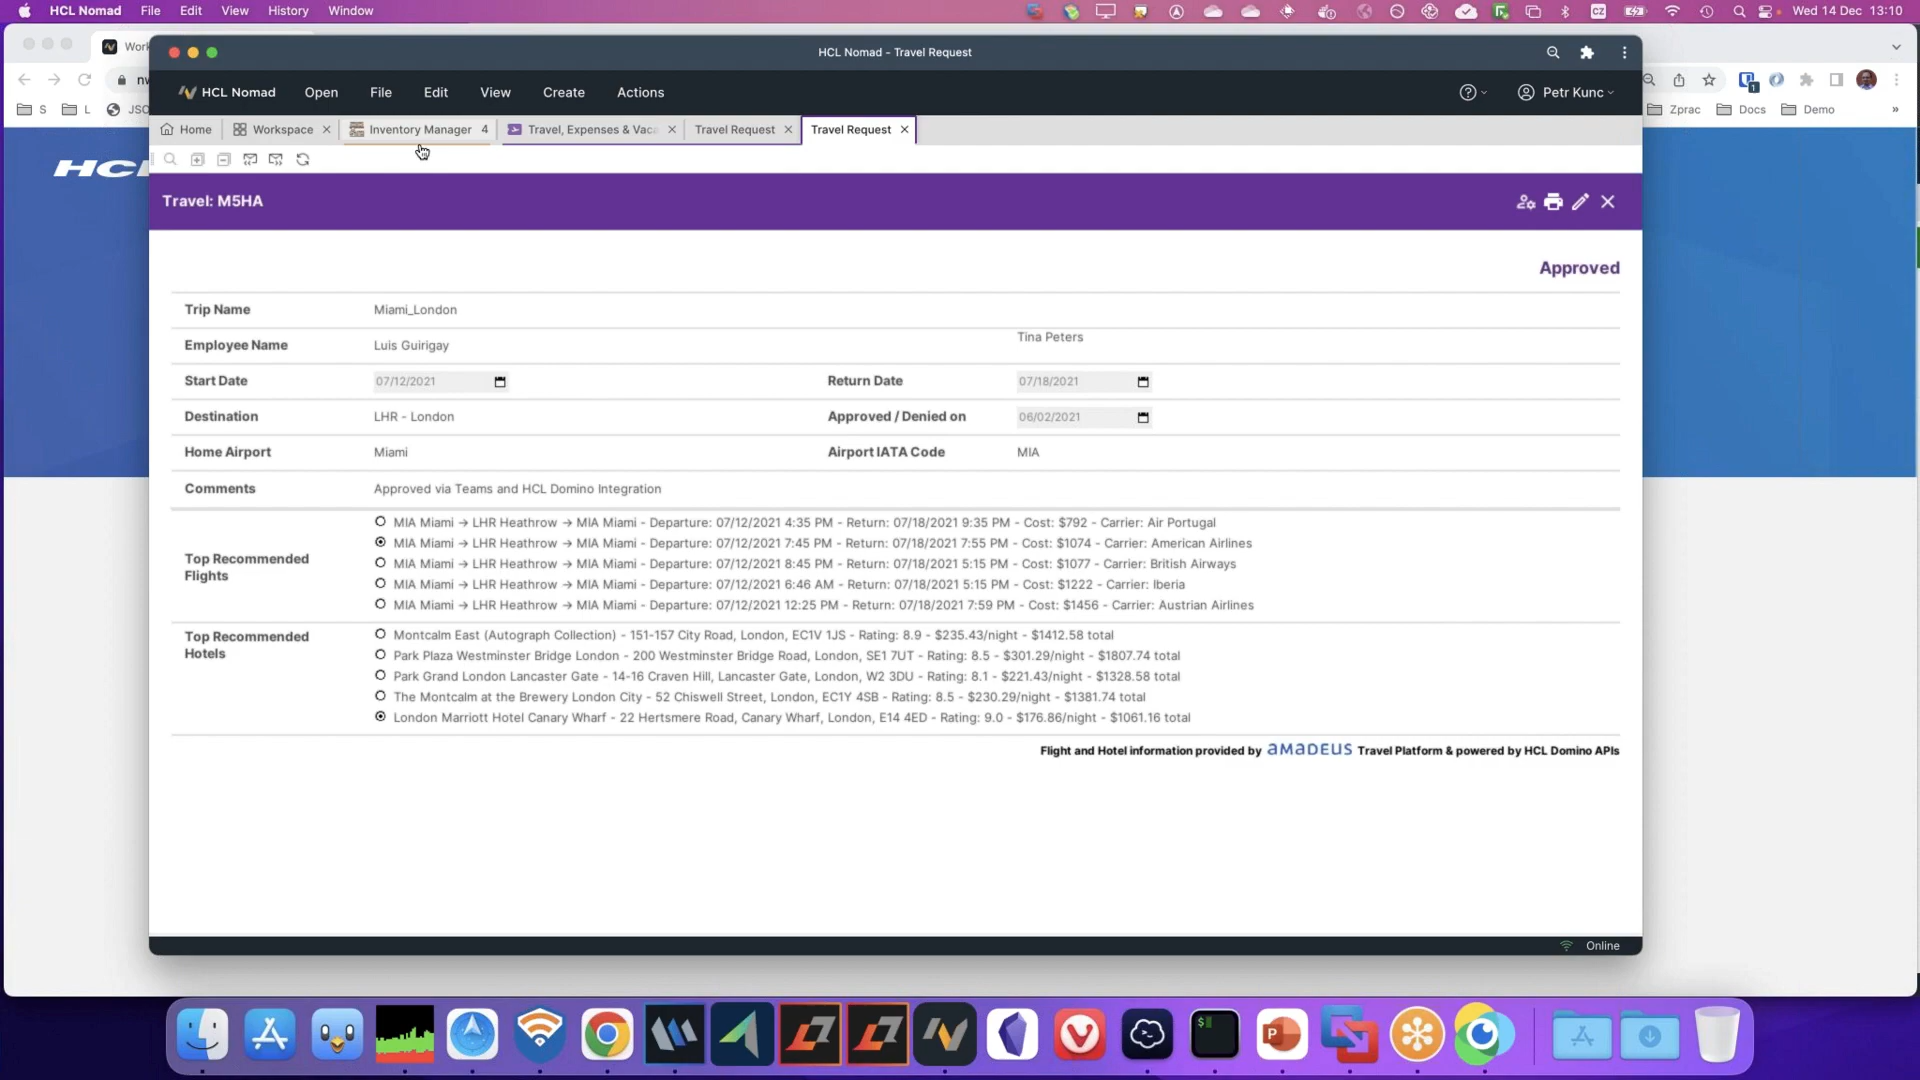 HCL Nomad File Edit View History Window
CZ Wed 14 Dec 13:10
Work
HCL Nomad - Travel Request
nw
HCL Nomad Open File Edit View Create Actions
Petr Kunc
S L JSO
Zprac Docs Demo »
Home Workspace Inventory Manager 4 Travel, Expenses & Vaca Travel Request Travel Request
HCL
Travel: M5HA
Approved
Trip Name Miami_London
Employee Name Luis Guirigay Tina Peters
Start Date 07/12/2021 Return Date 07/18/2021
Destination LHR - London Approved / Denied on 06/02/2021
Home Airport Miami Airport IATA Code MIA
Comments Approved via Teams and HCL Domino Integration
Top Recommended Flights
MIA Miami → LHR Heathrow → MIA Miami - Departure: 07/12/2021 4:35 PM - Return: 07/18/2021 9:35 PM - Cost: $792 - Carrier: Air Portugal
MIA Miami → LHR Heathrow → MIA Miami - Departure: 07/12/2021 7:45 PM - Return: 07/18/2021 7:55 PM - Cost: $1074 - Carrier: American Airlines
MIA Miami → LHR Heathrow → MIA Miami - Departure: 07/12/2021 8:45 PM - Return: 07/18/2021 5:15 PM - Cost: $1077 - Carrier: British Airways
MIA Miami → LHR Heathrow → MIA Miami - Departure: 07/12/2021 6:46 AM - Return: 07/18/2021 5:15 PM - Cost: $1222 - Carrier: Iberia
MIA Miami → LHR Heathrow → MIA Miami - Departure: 07/12/2021 12:25 PM - Return: 07/18/2021 7:59 PM - Cost: $1456 - Carrier: Austrian Airlines
Top Recommended Hotels
Montcalm East (Autograph Collection) - 151-157 City Road, London, EC1V 1JS - Rating: 8.9 - $235.43/night - $1412.58 total
Park Plaza Westminster Bridge London - 200 Westminster Bridge Road, London, SE1 7UT - Rating: 8.5 - $301.29/night - $1807.74 total
Park Grand London Lancaster Gate - 14-16 Craven Hill, Lancaster Gate, London, W2 3DU - Rating: 8.1 - $221.43/night - $1328.58 total
The Montcalm at the Brewery London City - 52 Chiswell Street, London, EC1Y 4SB - Rating: 8.5 - $230.29/night - $1381.74 total
London Marriott Hotel Canary Wharf - 22 Hertsmere Road, Canary Wharf, London, E14 4ED - Rating: 9.0 - $176.86/night - $1061.16 total
Flight and Hotel information provided by amadeus Travel Platform & powered by HCL Domino APIs
Online